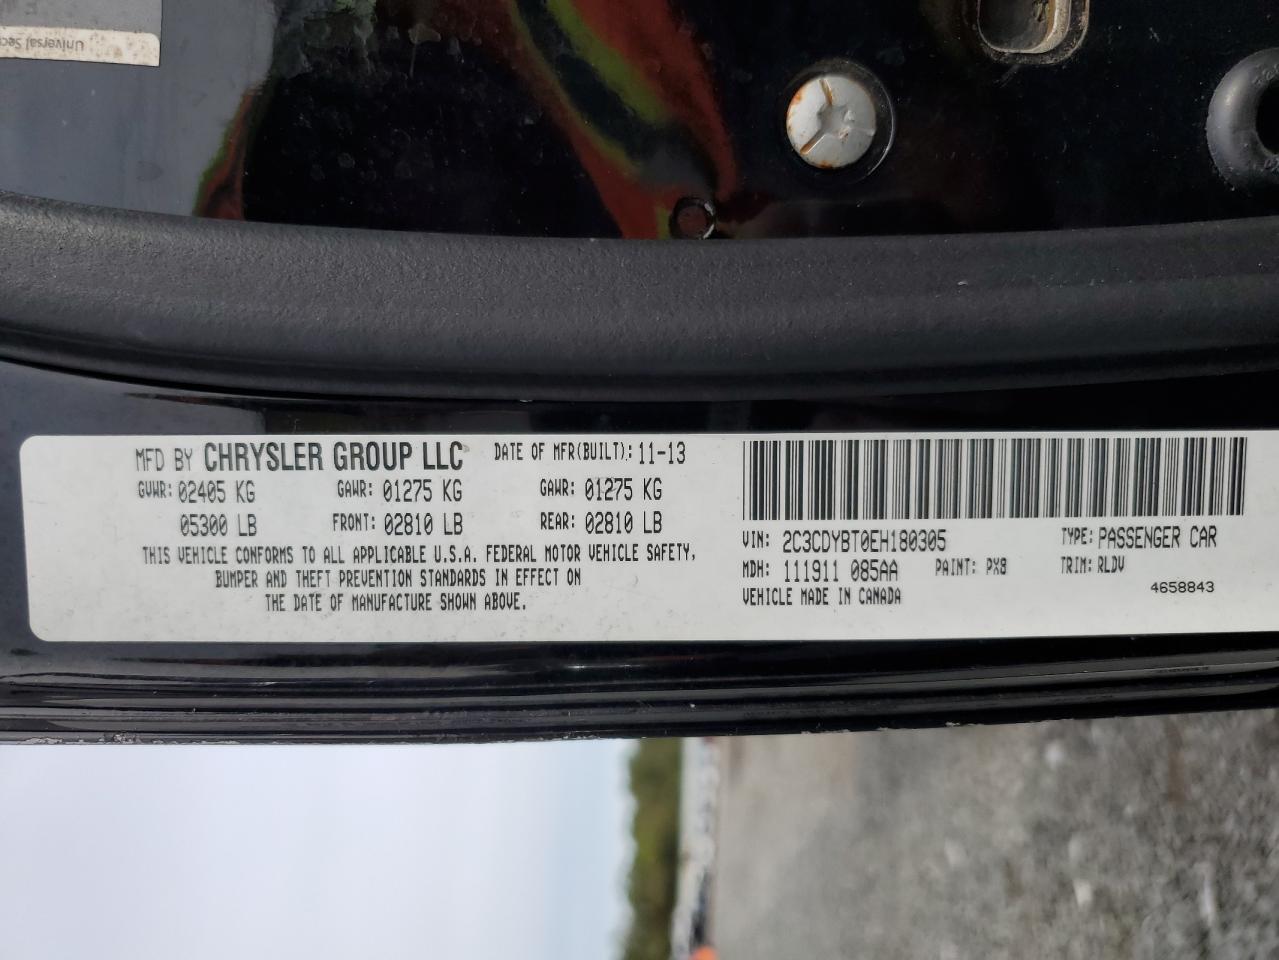 Universal Sec
MFD BY CHRYSLER GROUP LLC DATE OF MFR(BUILT): 11-13
GVWR: 02405 KG GAWR: 01275 KG GAWR: 01275 KG
05300 LB FRONT: 02810 LB REAR: 02810 LB
THIS VEHICLE CONFORMS TO ALL APPLICABLE U.S.A. FEDERAL MOTOR VEHICLE SAFETY,
BUMPER AND THEFT PREVENTION STANDARDS IN EFFECT ON
THE DATE OF MANUFACTURE SHOWN ABOVE.
VIN: 2C3CDYBT0EH180305 TYPE: PASSENGER CAR
MDH: 111911 085AA PAINT: PX8 TRIM: RLDV
VEHICLE MADE IN CANADA 4658843